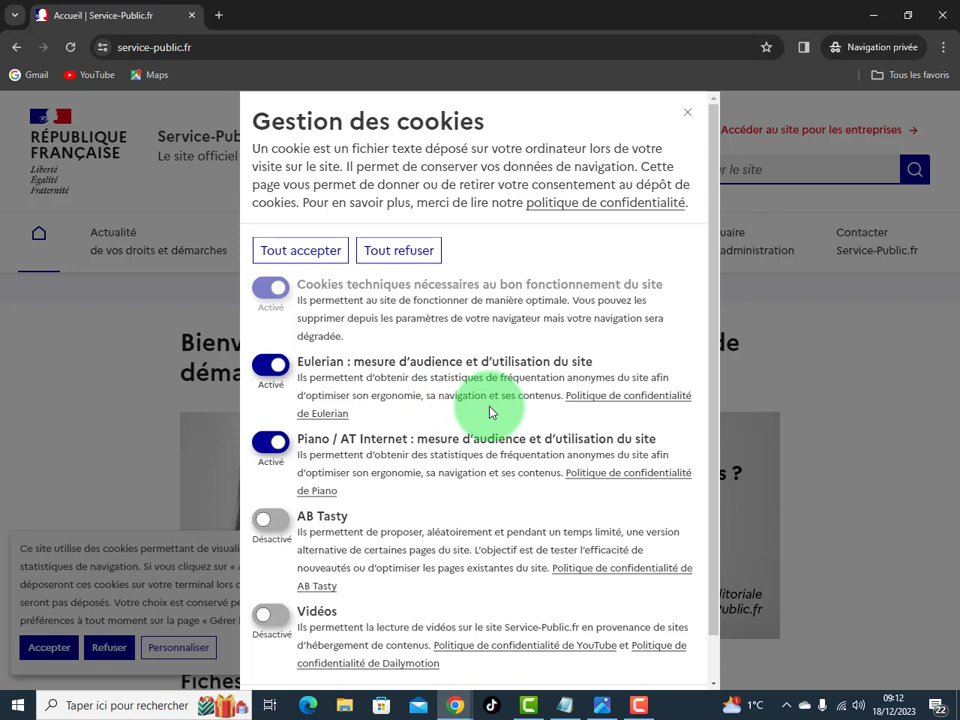 Accueil | Service-Public.fr
service-public.fr
Navigation privée
Gmail
YouTube
Maps
Tous les favoris
RÉPUBLIQUE
FRANÇAISE
Liberté
Égalité
Fraternité
Service-Pub
Le site officiel
Accéder au site pour les entreprises
le site
Actualité
de vos droits et démarches
uaire
administration
Contacter
Service-Public.fr
Gestion des cookies
Un cookie est un fichier texte déposé sur votre ordinateur lors de votre
visite sur le site. Il permet de conserver vos données de navigation. Cette
page vous permet de donner ou de retirer votre consentement au dépôt de
cookies. Pour en savoir plus, merci de lire notre politique de confidentialité.
Tout accepter
Tout refuser
Cookies techniques nécessaires au bon fonctionnement du site
Activé
Ils permettent au site de fonctionner de manière optimale. Vous pouvez les
supprimer depuis les paramètres de votre navigateur mais votre navigation sera
dégradée.
Eulerian : mesure d’audience et d’utilisation du site
Activé
Ils permettent d’obtenir des statistiques de fréquentation anonymes du site afin
d’optimiser son ergonomie, sa navigation et ses contenus. Politique de confidentialité
de Eulerian
Piano / AT Internet : mesure d’audience et d’utilisation du site
Activé
Ils permettent d’obtenir des statistiques de fréquentation anonymes du site afin
d’optimiser son ergonomie, sa navigation et ses contenus. Politique de confidentialité
de Piano
AB Tasty
Désactivé
Ils permettent de proposer, aléatoirement et pendant un temps limité, une version
alternative de certaines pages du site. L’objectif est de tester l’efficacité de
nouveautés ou d’optimiser les pages existantes du site. Politique de confidentialité de
AB Tasty
Vidéos
Désactivé
Ils permettent la lecture de vidéos sur le site Service-Public.fr en provenance de sites
d’hébergement de contenus. Politique de confidentialité de YouTube et Politique de
confidentialité de Dailymotion
Bienv
déma
de
s ?
ditoriale
Public.fr
Ce site utilise des cookies permettant de visuali
statistiques de navigation. Si vous cliquez sur « A
déposeront ces cookies sur votre terminal lors d
seront pas déposés. Votre choix est conservé pe
préférences à tout moment sur la page « Gérer l
Accepter
Refuser
Personnaliser
Fiches
Taper ici pour rechercher
1°C
09:12
18/12/2023
22